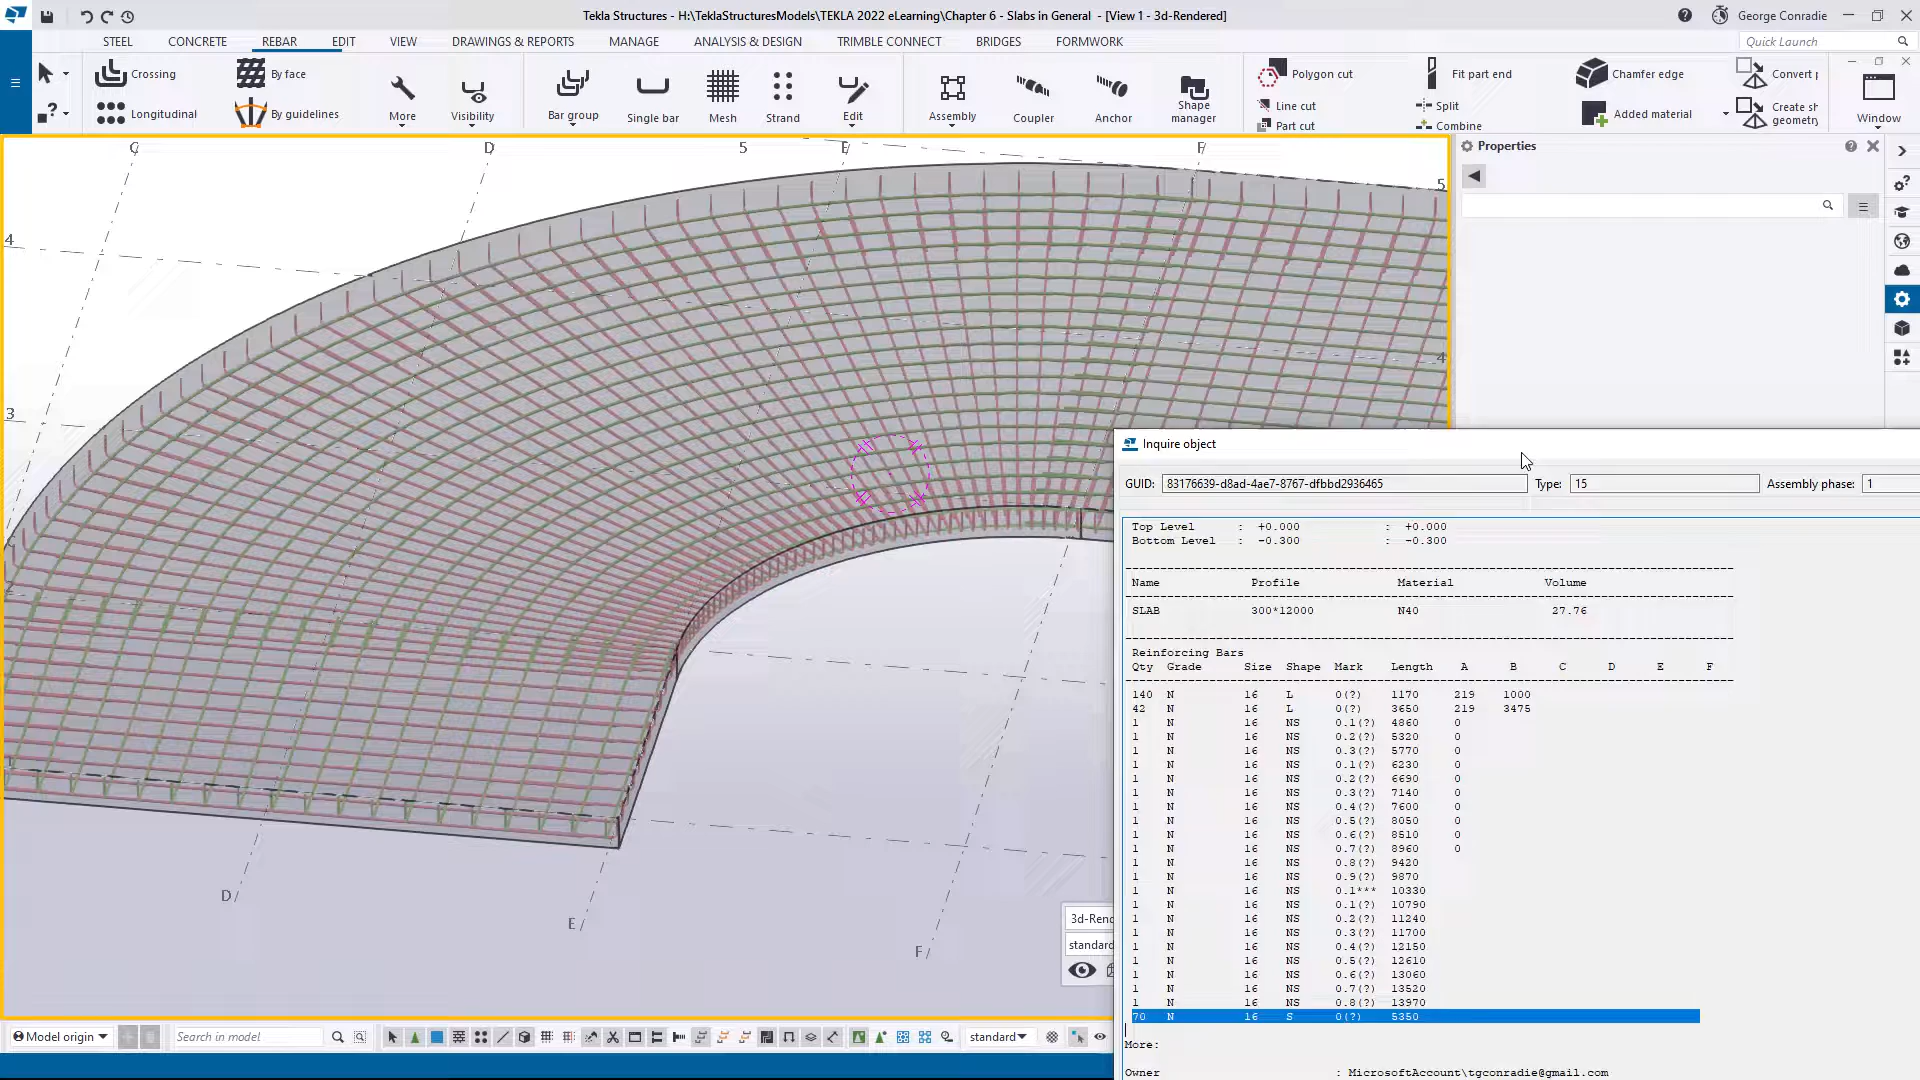 Tekla Structures - H:\TeklaStructuresModels\TEKLA 2022 eLearning\Chapter 6 - Slabs in General - [View 1 - 3d-Rendered]
George Conradie
STEEL CONCRETE REBAR EDIT VIEW DRAWINGS & REPORTS MANAGE ANALYSIS & DESIGN TRIMBLE CONNECT BRIDGES FORMWORK
Quick Launch
Crossing
Longitudinal
By face
By guidelines
More
Visibility
Bar group
Single bar
Mesh
Strand
Edit
Assembly
Coupler
Anchor
Shape manager
Polygon cut
Line cut
Part cut
Fit part end
Split
Combine
Chamfer edge
Added material
Convert p
Create sh
geometry
Window
C D 5 E F
5
4
4
3
D
E
F
Properties
Inquire object
GUID: 83176639-d8ad-4ae7-8767-dfbbd2936465 Type: 15 Assembly phase: 1
Top Level : +0.000 : +0.000
Bottom Level : -0.300 : -0.300
Name Profile Material Volume
SLAB 300*12000 N40 27.76
Reinforcing Bars
Qty Grade Size Shape Mark Length A B C D E F
140 N 16 L 0(?) 1170 219 1000
42 N 16 L 0(?) 3650 219 3475
1 N 16 NS 0.1(?) 4860 0
1 N 16 NS 0.2(?) 5320 0
1 N 16 NS 0.3(?) 5770 0
1 N 16 NS 0.1(?) 6230 0
1 N 16 NS 0.2(?) 6690 0
1 N 16 NS 0.3(?) 7140 0
1 N 16 NS 0.4(?) 7600 0
1 N 16 NS 0.5(?) 8050 0
1 N 16 NS 0.6(?) 8510 0
1 N 16 NS 0.7(?) 8960 0
1 N 16 NS 0.8(?) 9420
1 N 16 NS 0.9(?) 9870
1 N 16 NS 0.1*** 10330
1 N 16 NS 0.1(?) 10790
1 N 16 NS 0.2(?) 11240
1 N 16 NS 0.3(?) 11700
1 N 16 NS 0.4(?) 12150
1 N 16 NS 0.5(?) 12610
1 N 16 NS 0.6(?) 13060
1 N 16 NS 0.7(?) 13520
1 N 16 NS 0.8(?) 13970
70 N 16 S 0(?) 5350
More:
Owner : MicrosoftAccount\tgconradie@gmail.com
3d-Rend
standard
Model origin
Search in model
standard